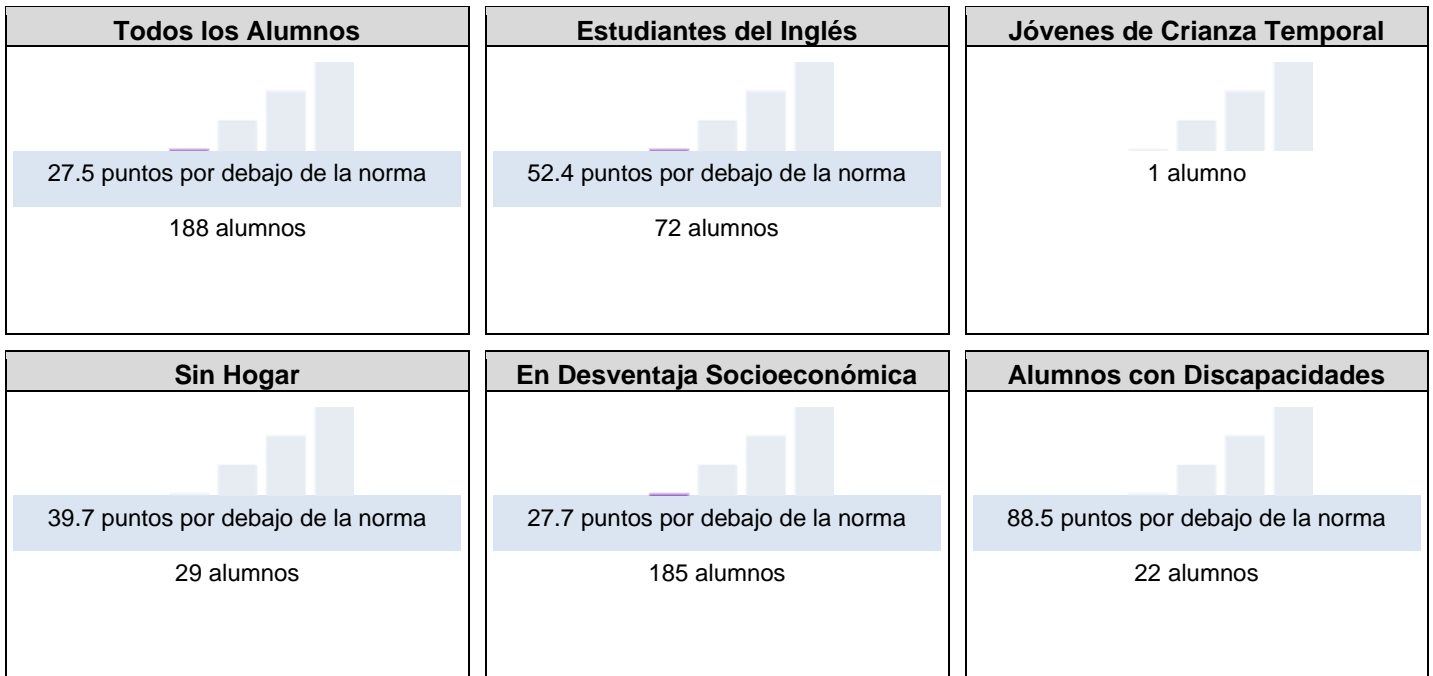 Todos los Alumnos
27.5 puntos por debajo de la norma
188 alumnos
Estudiantes del Inglés
52.4 puntos por debajo de la norma
72 alumnos
Jóvenes de Crianza Temporal
1 alumno
Sin Hogar
39.7 puntos por debajo de la norma
29 alumnos
En Desventaja Socioeconómica
27.7 puntos por debajo de la norma
185 alumnos
Alumnos con Discapacidades
88.5 puntos por debajo de la norma
22 alumnos